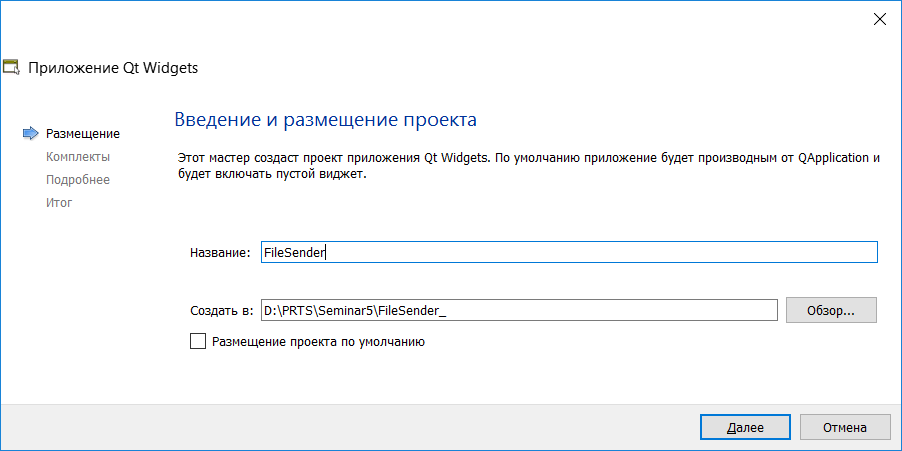 Приложение Qt Widgets
Размещение
Комплекты
Подробнее
Итог
Введение и размещение проекта
Этот мастер создаст проект приложения Qt Widgets. По умолчанию приложение будет производным от QApplication и
будет включать пустой виджет.
Название: FileSender
Создать в: D:\PRTS\Seminar5\FileSender_ Обзор...
Размещение проекта по умолчанию
Далее Отмена